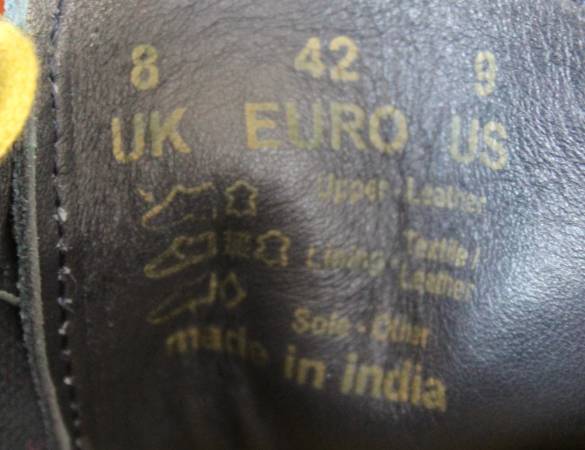 8 42 9
UK EURO US
Upper - Leather
Textile /
Lining - Leather
Sole - Other
made in india